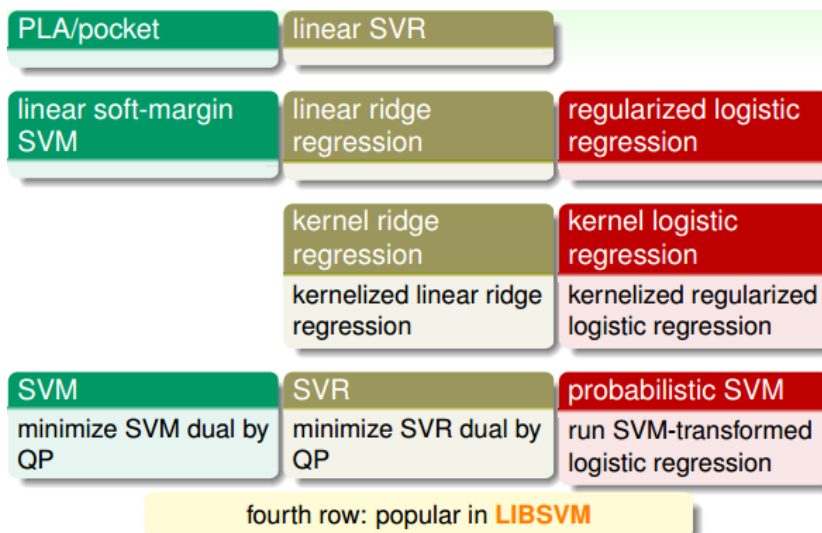 PLA/pocket
linear SVR
linear soft-margin
SVM
linear ridge
regression
regularized logistic
regression
kernel ridge
regression
kernelized linear ridge
regression
kernel logistic
regression
kernelized regularized
logistic regression
SVM
minimize SVM dual by
QP
SVR
minimize SVR dual by
QP
probabilistic SVM
run SVM-transformed
logistic regression
fourth row: popular in LIBSVM